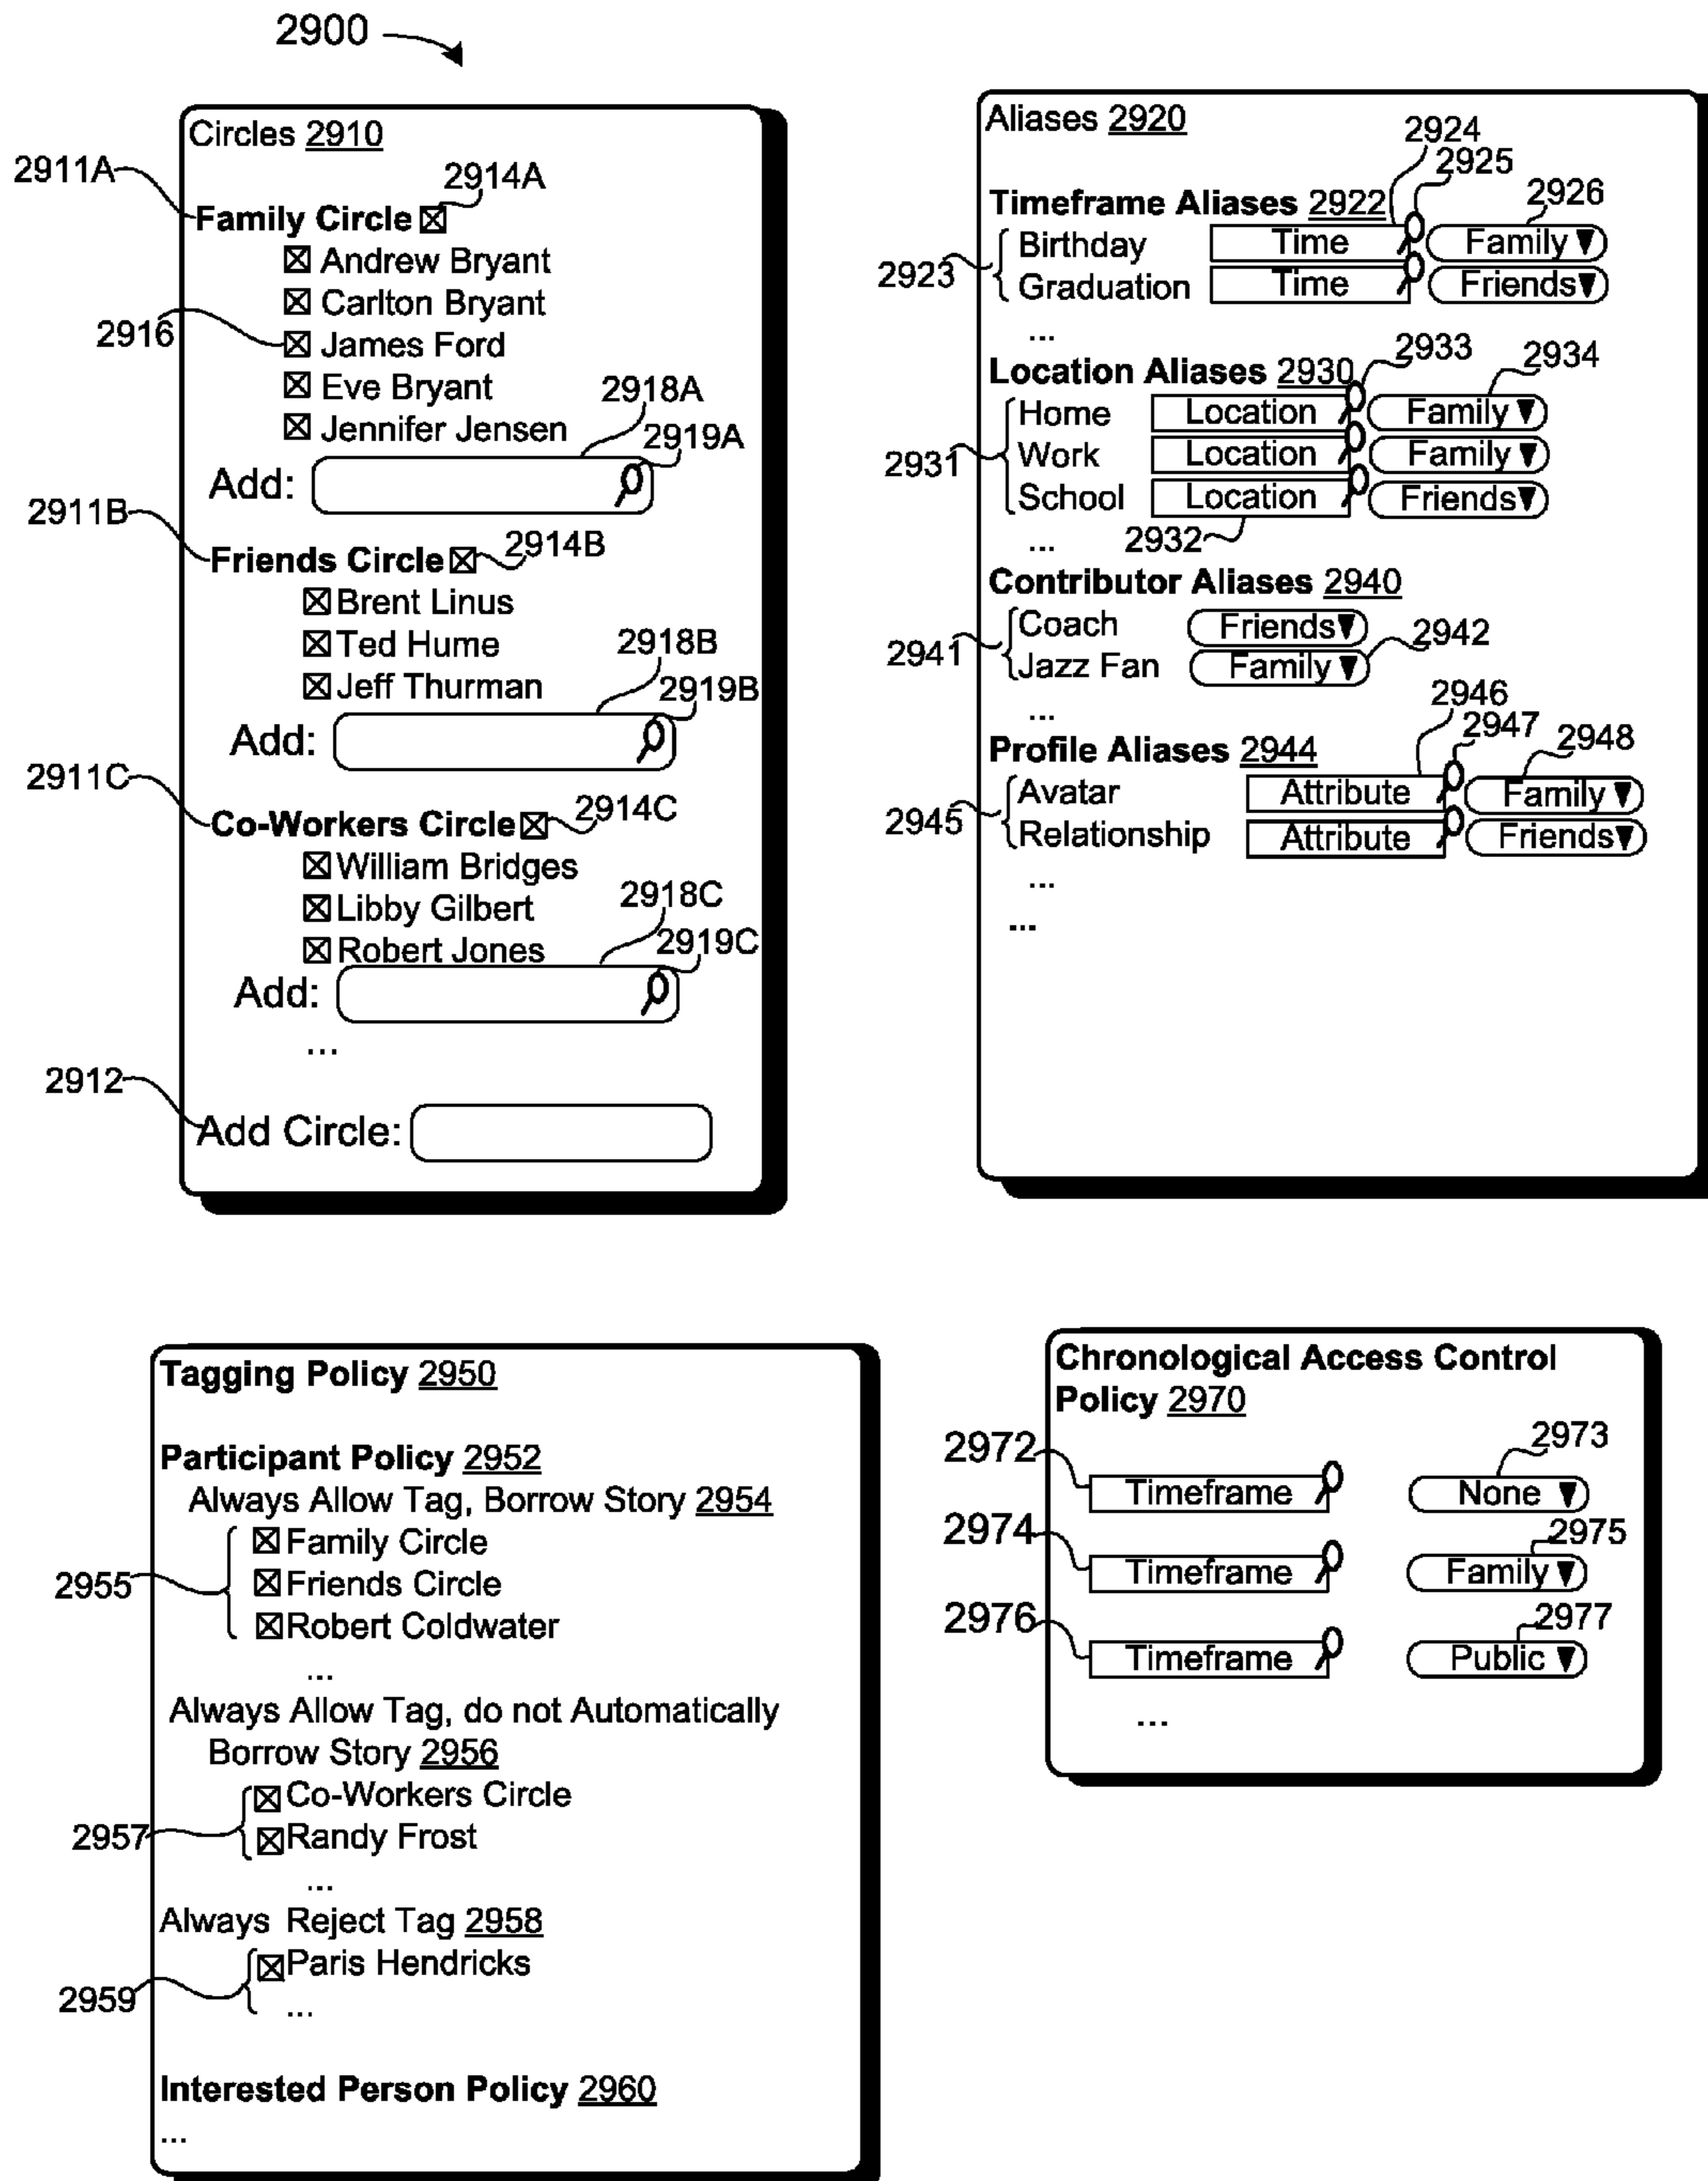 2900
Circles 2910
2911A
2914A
Family Circle
Andrew Bryant
Carlton Bryant
2916
James Ford
Eve Bryant
2918A
Jennifer Jensen
2919A
Add:
2911B
Friends Circle
2914B
Brent Linus
Ted Hume
2918B
Jeff Thurman
2919B
Add:
2911C
Co-Workers Circle
2914C
William Bridges
Libby Gilbert
2918C
Robert Jones
2919C
Add:
...
2912
Add Circle:
Aliases 2920
2924
2925
2926
Timeframe Aliases 2922
2923
Birthday Time Family ▼
Graduation Time Friends▼
...
2933
2934
Location Aliases 2930
Home Location Family ▼
2931
Work Location Family ▼
School Location Friends▼
... 2932
Contributor Aliases 2940
Coach Friends▼
2941
2942
Jazz Fan Family ▼
...
2946
2947
2948
Profile Aliases 2944
2945
Avatar Attribute Family ▼
Relationship Attribute Friends▼
...
...
Tagging Policy 2950
Participant Policy 2952
Always Allow Tag, Borrow Story 2954
Family Circle
2955
Friends Circle
Robert Coldwater
...
Always Allow Tag, do not Automatically
Borrow Story 2956
Co-Workers Circle
2957
Randy Frost
...
Always Reject Tag 2958
Paris Hendricks
2959
...
Interested Person Policy 2960
...
Chronological Access Control
Policy 2970
2972
2973
Timeframe None ▼
2974
2975
Timeframe Family ▼
2976
2977
Timeframe Public ▼
...